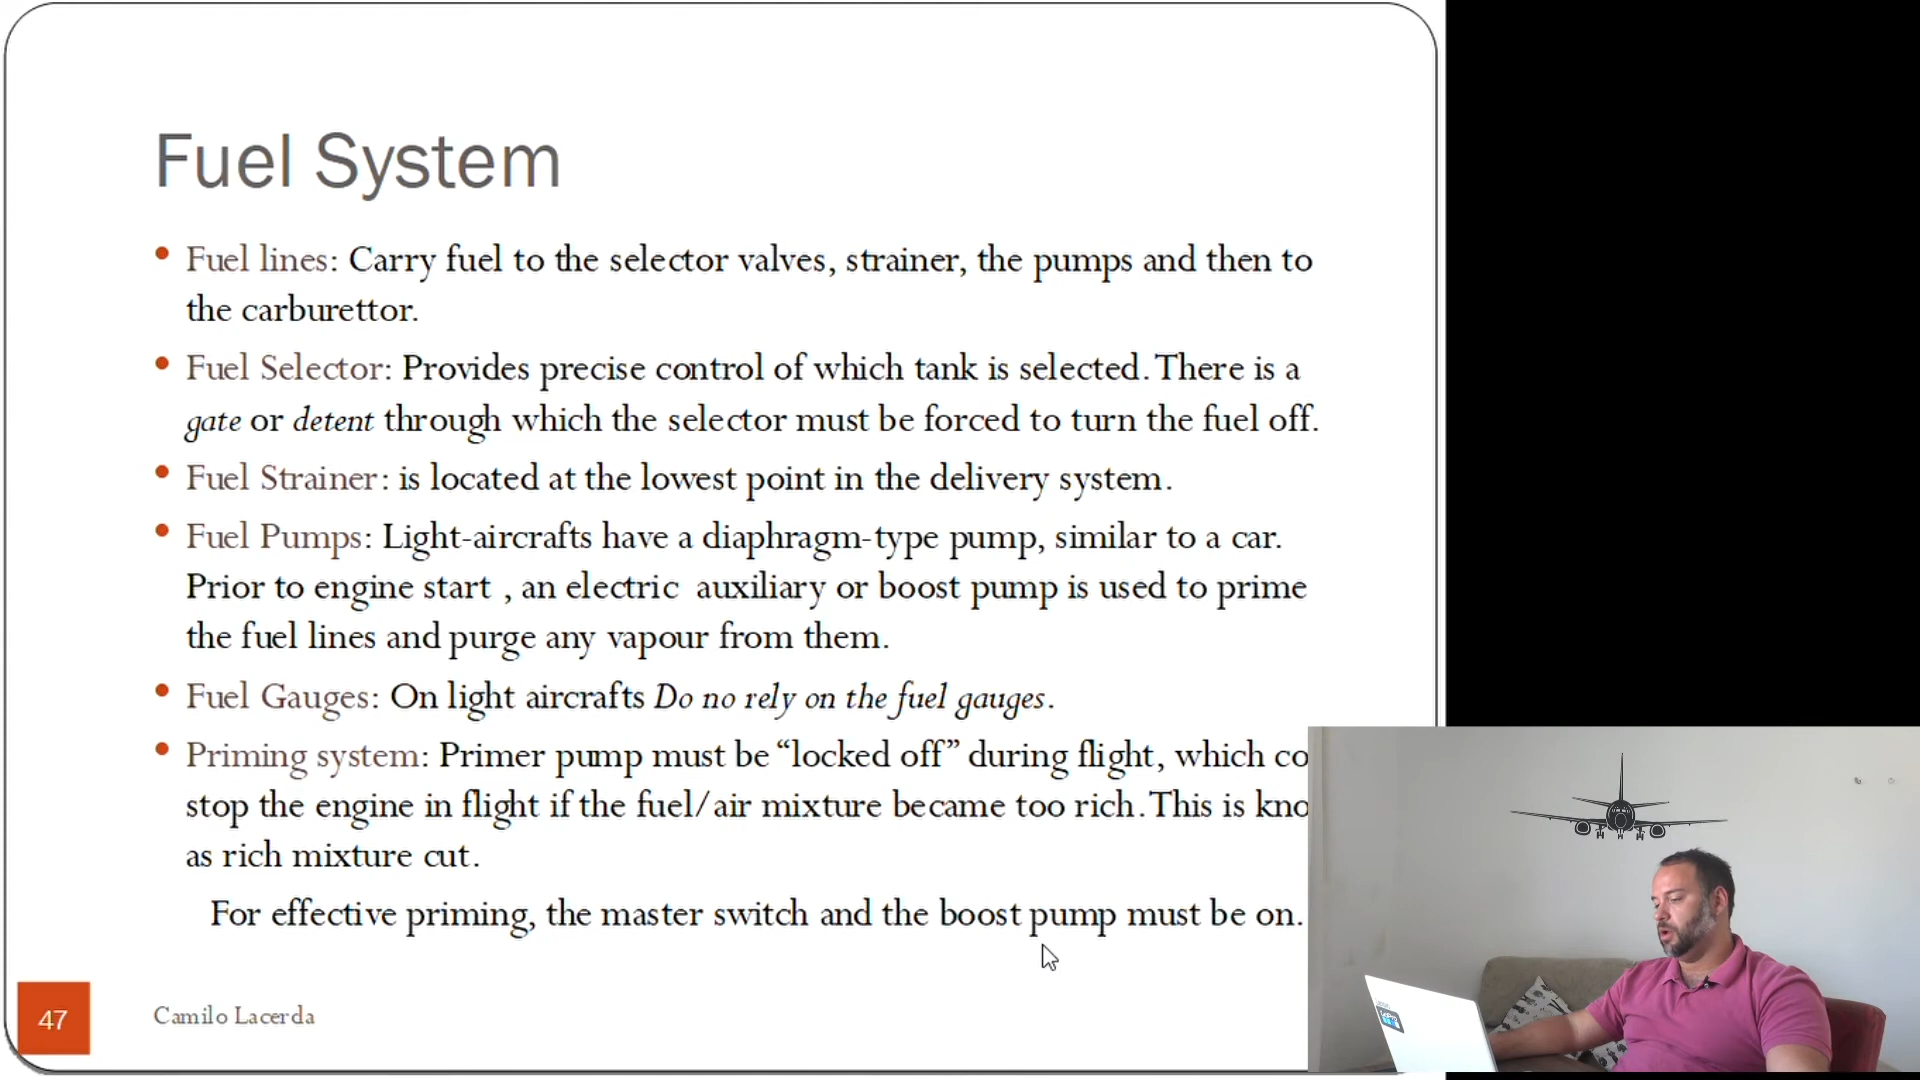 Fuel System
• Fuel lines: Carry fuel to the selector valves, strainer, the pumps and then to
the carburettor.
• Fuel Selector: Provides precise control of which tank is selected. There is a
gate or detent through which the selector must be forced to turn the fuel off.
• Fuel Strainer: is located at the lowest point in the delivery system.
• Fuel Pumps: Light-aircrafts have a diaphragm-type pump, similar to a car.
Prior to engine start , an electric auxiliary or boost pump is used to prime
the fuel lines and purge any vapour from them.
• Fuel Gauges: On light aircrafts Do no rely on the fuel gauges.
• Priming system: Primer pump must be “locked off” during flight, which co
stop the engine in flight if the fuel/air mixture became too rich. This is kno
as rich mixture cut.
For effective priming, the master switch and the boost pump must be on.
47
Camilo Lacerda
GoPro